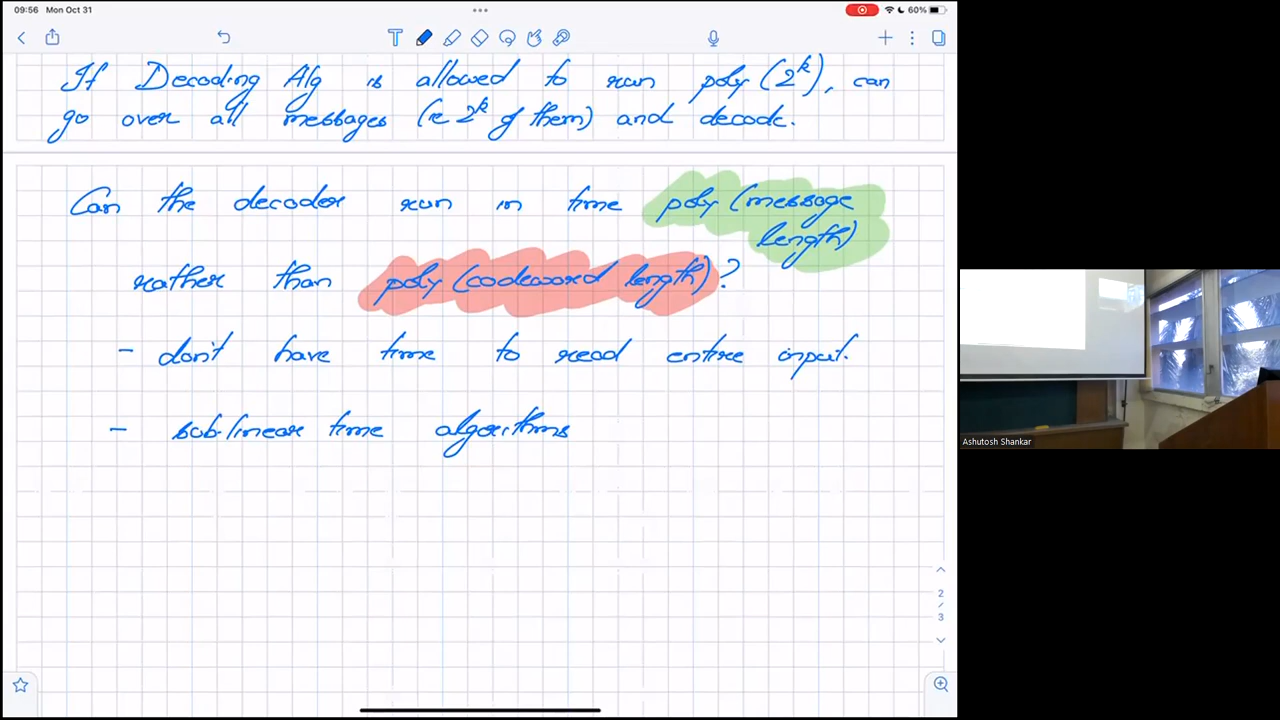 09:56 Mon Oct 31
60%
If Decoding Alg is allowed to run poly (2^k), can
go over all messages (∈ 2^k of them) and decode.
Can the decoder run in time poly (message
length)
rather than poly (codeword length)?
- don't have time to read entire input.
- sub-linear time algorithms
2
/
3
Ashutosh Shankar